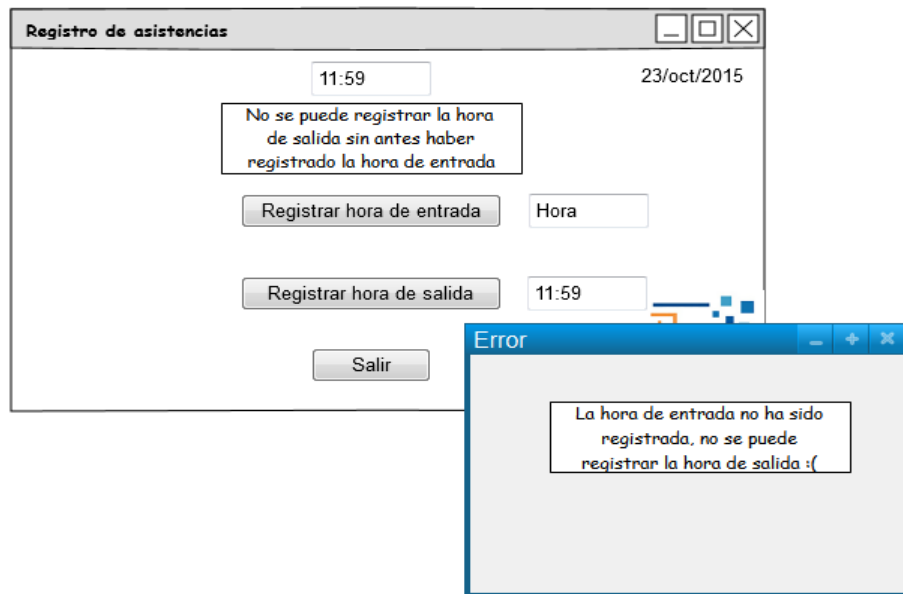 Registro de asistencias
11:59
23/oct/2015
No se puede registrar la hora
de salida sin antes haber
registrado la hora de entrada
Registrar hora de entrada
Hora
Registrar hora de salida
11:59
Salir
Error
La hora de entrada no ha sido
registrada, no se puede
registrar la hora de salida :(